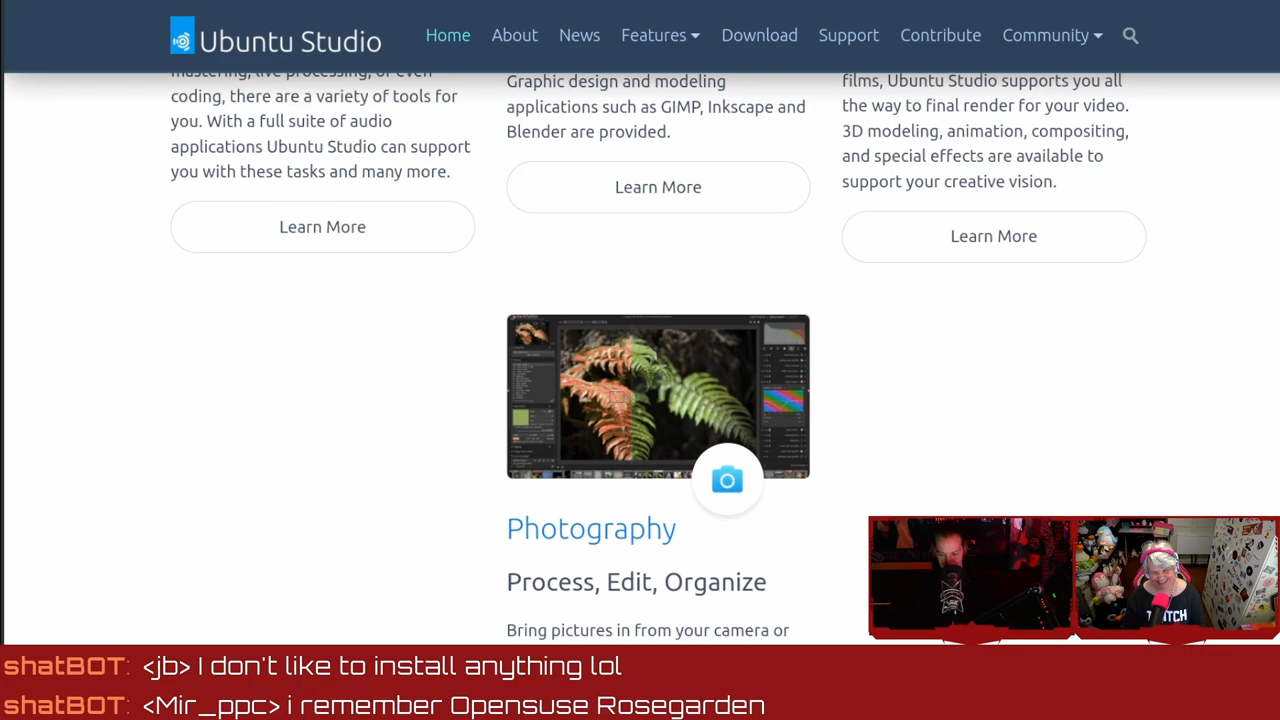 Ubuntu Studio
Home About News Features Download Support Contribute Community
mastering, live processing, or even
coding, there are a variety of tools for
you. With a full suite of audio
applications Ubuntu Studio can support
you with these tasks and many more.
Learn More
Graphic design and modeling
applications such as GIMP, Inkscape and
Blender are provided.
Learn More
films, Ubuntu Studio supports you all
the way to final render for your video.
3D modeling, animation, compositing,
and special effects are available to
support your creative vision.
Learn More
Photography
Process, Edit, Organize
Bring pictures in from your camera or
shatBOT: <jb> I don't like to install anything lol
shatBOT: <Mir_ppc> i remember Opensuse Rosegarden